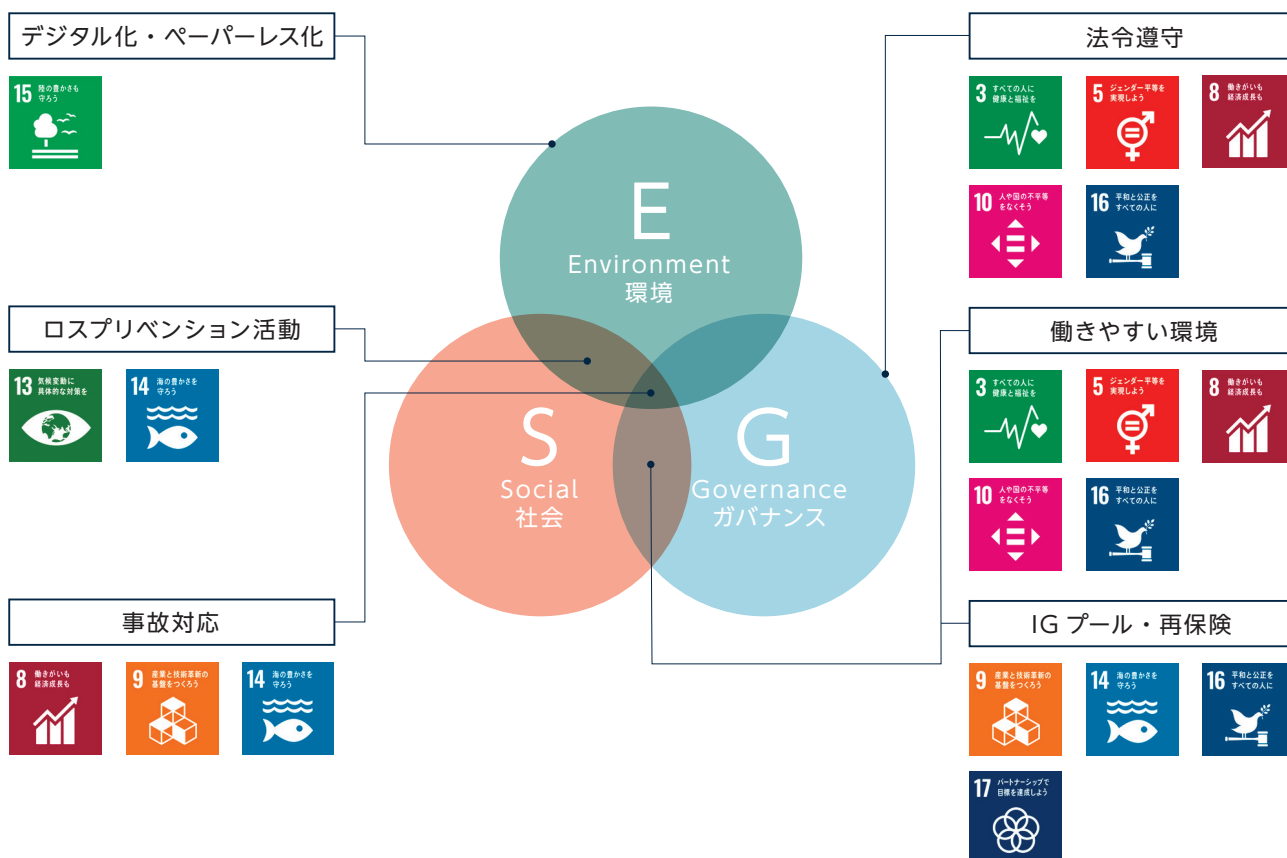 デジタル化・ペーパーレス化
15 陸の豊かさも
守ろう
ロスプリベンション活動
13 気候変動に
具体的な対策を
14 海の豊かさを
守ろう
事故対応
8 働きがいも
経済成長も
9 産業と技術革新の
基盤をつくろう
14 海の豊かさを
守ろう
E
Environment
環境
S
Social
社会
G
Governance
ガバナンス
法令遵守
3 すべての人に
健康と福祉を
5 ジェンダー平等を
実現しよう
8 働きがいも
経済成長も
10 人や国の不平等
をなくそう
16 平和と公正を
すべての人に
働きやすい環境
3 すべての人に
健康と福祉を
5 ジェンダー平等を
実現しよう
8 働きがいも
経済成長も
10 人や国の不平等
をなくそう
16 平和と公正を
すべての人に
IG プール・再保険
9 産業と技術革新の
基盤をつくろう
14 海の豊かさを
守ろう
16 平和と公正を
すべての人に
17 パートナーシップで
目標を達成しよう